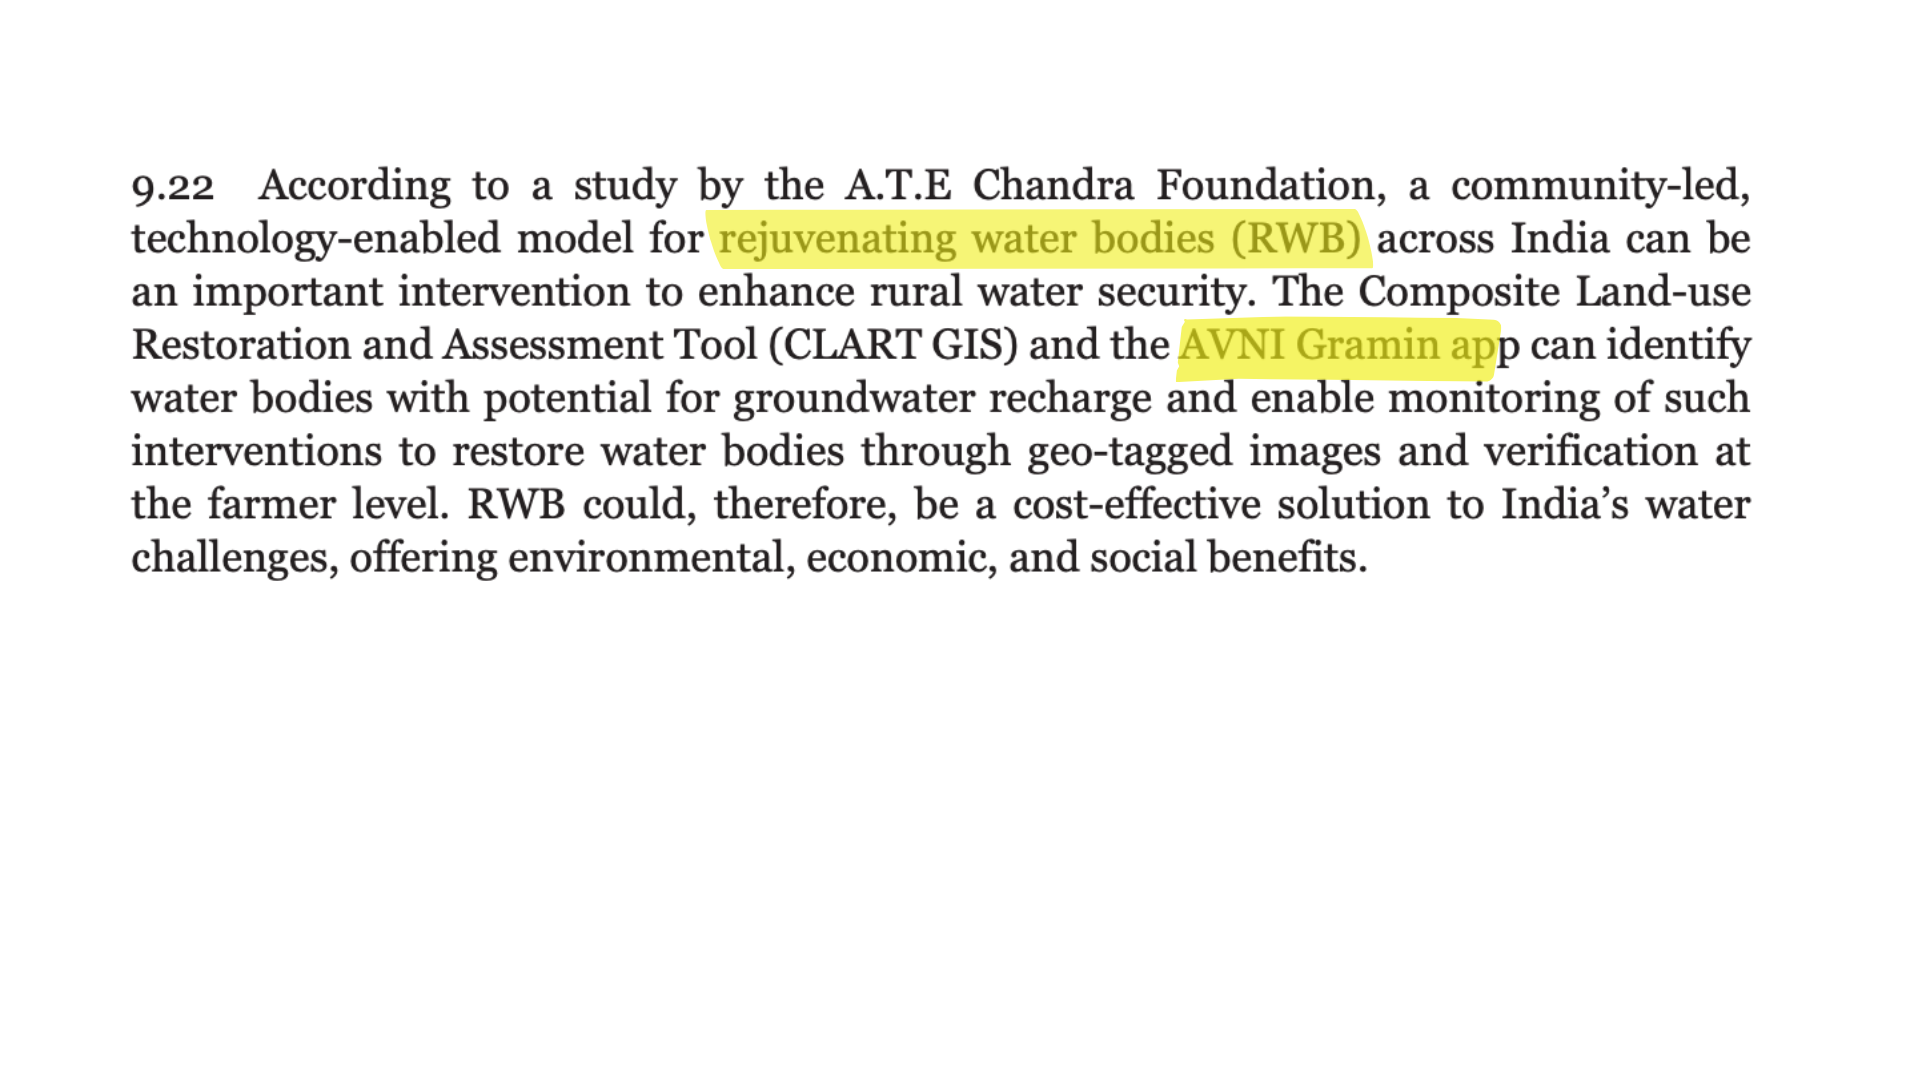 9.22 According to a study by the A.T.E Chandra Foundation, a community-led,
technology-enabled model for rejuvenating water bodies (RWB) across India can be
an important intervention to enhance rural water security. The Composite Land-use
Restoration and Assessment Tool (CLART GIS) and the AVNI Gramin app can identify
water bodies with potential for groundwater recharge and enable monitoring of such
interventions to restore water bodies through geo-tagged images and verification at
the farmer level. RWB could, therefore, be a cost-effective solution to India’s water
challenges, offering environmental, economic, and social benefits.